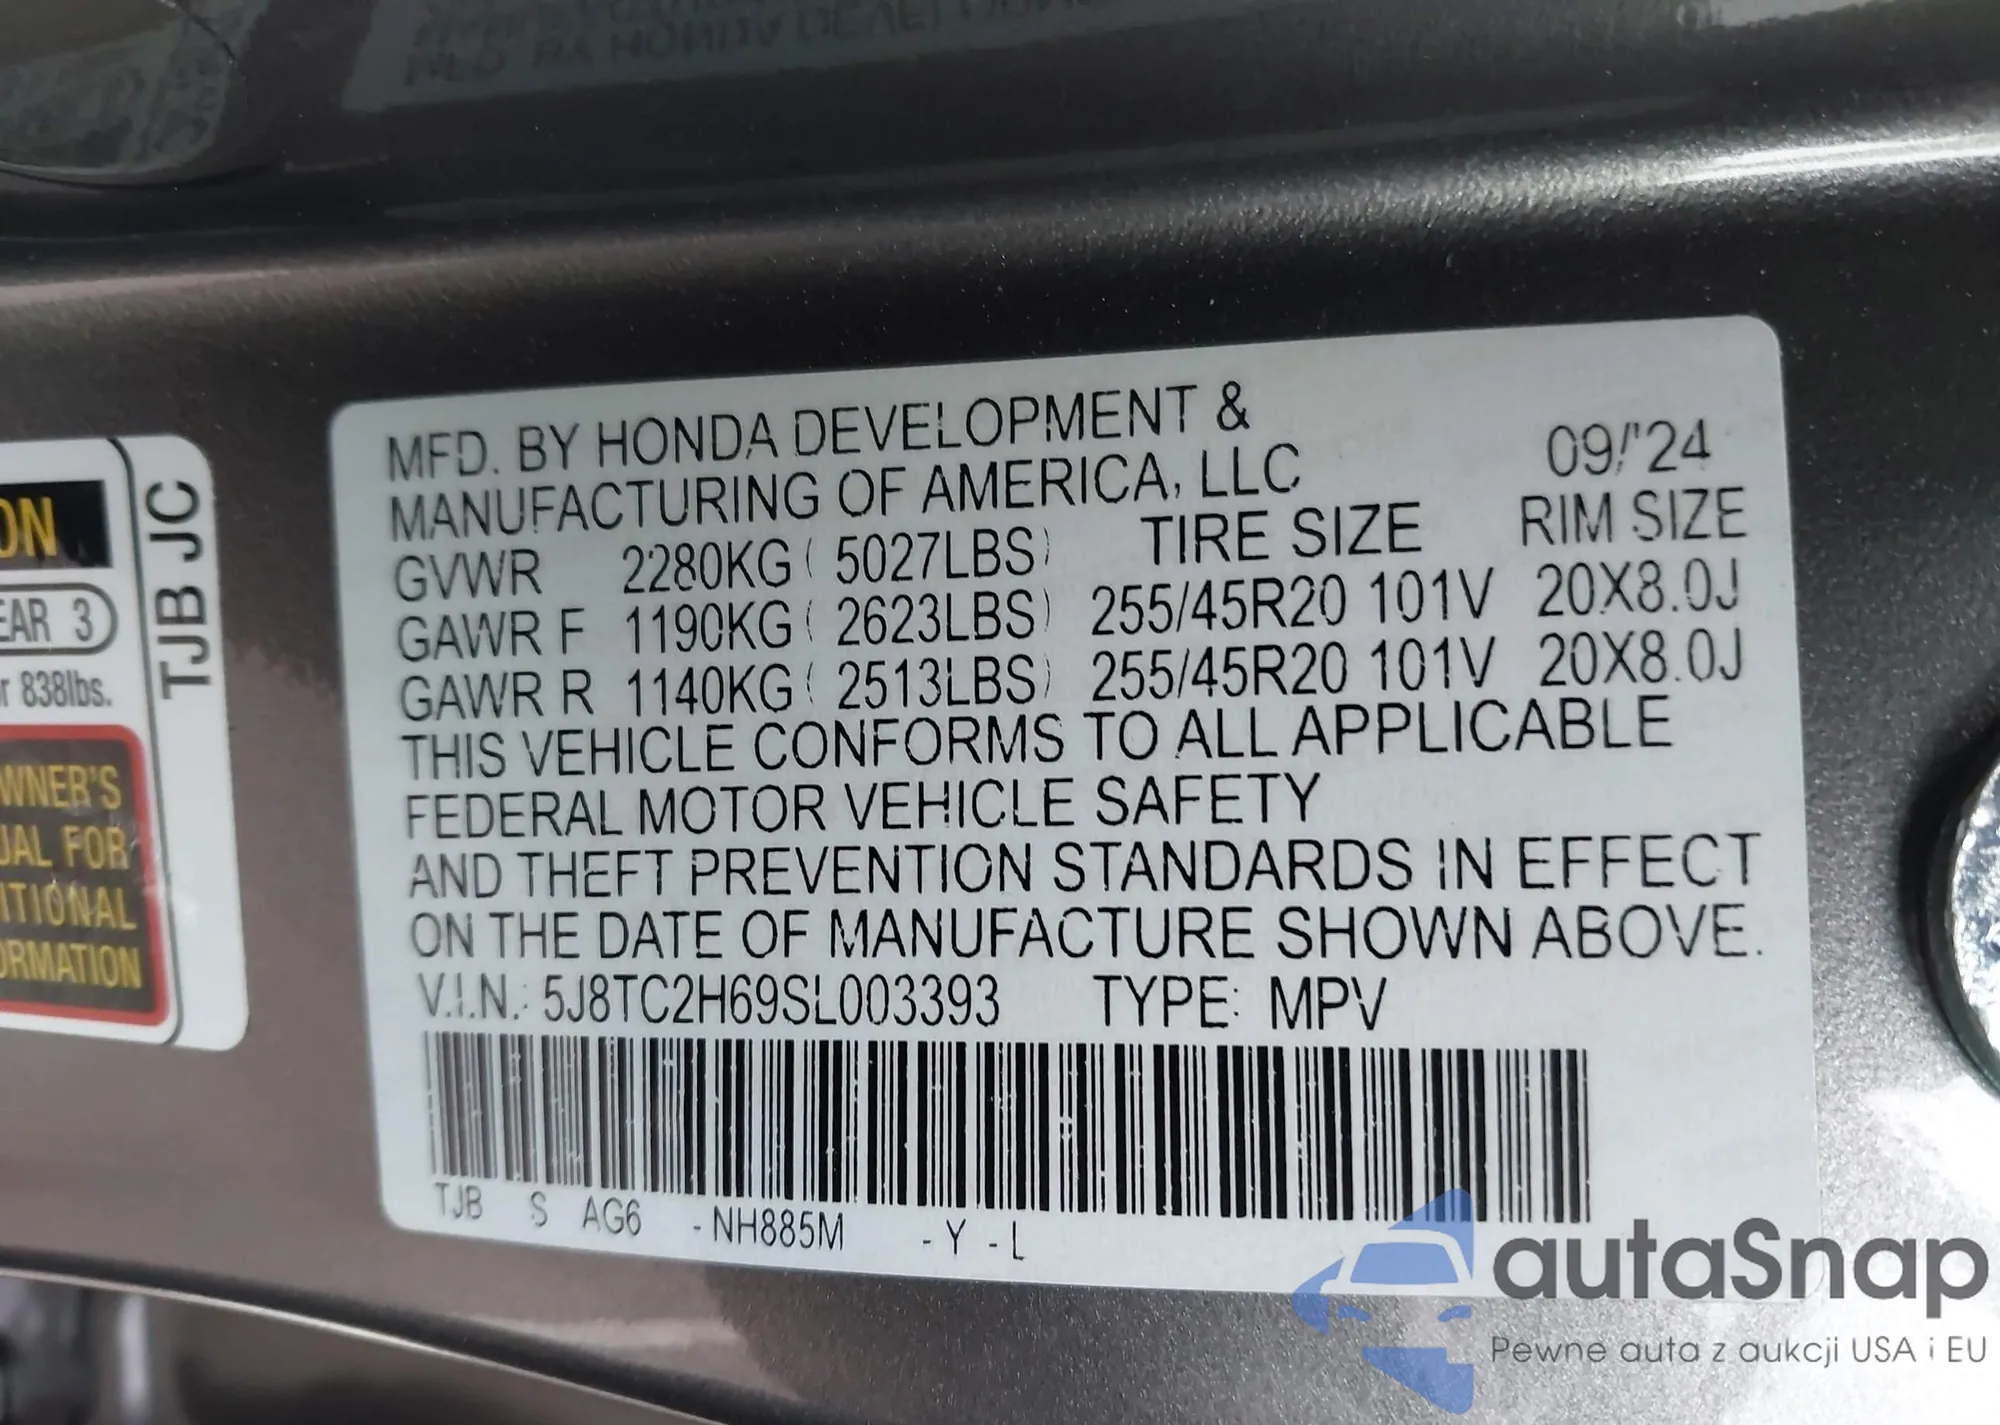 MFD. BY HONDA DEVELOPMENT &
MANUFACTURING OF AMERICA, LLC 09/'24
GVWR 2280KG ( 5027LBS) TIRE SIZE RIM SIZE
GAWR F 1190KG ( 2623LBS) 255/45R20 101V 20X8.0J
GAWR R 1140KG ( 2513LBS) 255/45R20 101V 20X8.0J
THIS VEHICLE CONFORMS TO ALL APPLICABLE
FEDERAL MOTOR VEHICLE SAFETY
AND THEFT PREVENTION STANDARDS IN EFFECT
ON THE DATE OF MANUFACTURE SHOWN ABOVE.
V.I.N.: 5J8TC2H69SL003393 TYPE: MPV
TJB S AG6 - NH885M - Y - L
TJB JC
ON
EAR 3
r 838lbs.
WNER'S
UAL FOR
ITIONAL
ORMATION
autaSnap
Pewne auta z aukcji USA i EU